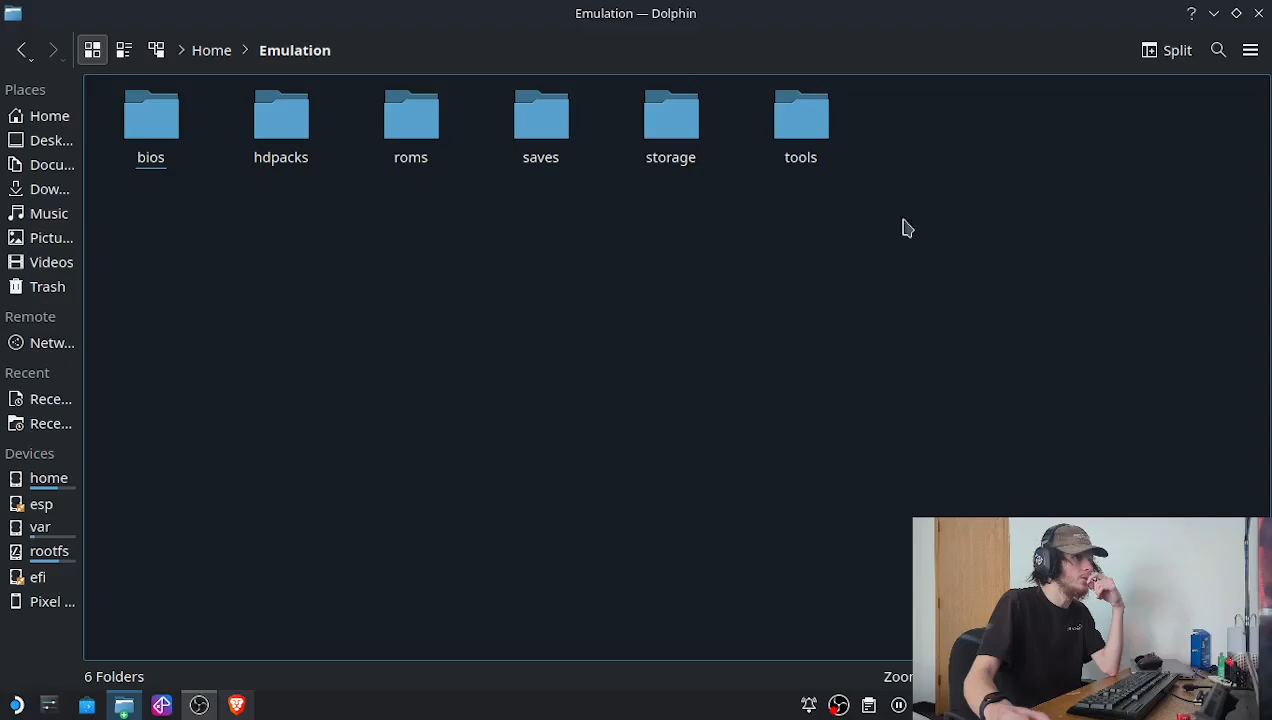 Emulation — Dolphin
Home
Emulation
Split
Places
Home
Desk...
Docu...
Dow...
Music
Pictu...
Videos
Trash
Remote
Netw...
Recent
Rece...
Rece...
Devices
home
esp
var
rootfs
efi
Pixel ...
bios
hdpacks
roms
saves
storage
tools
6 Folders
Zoo